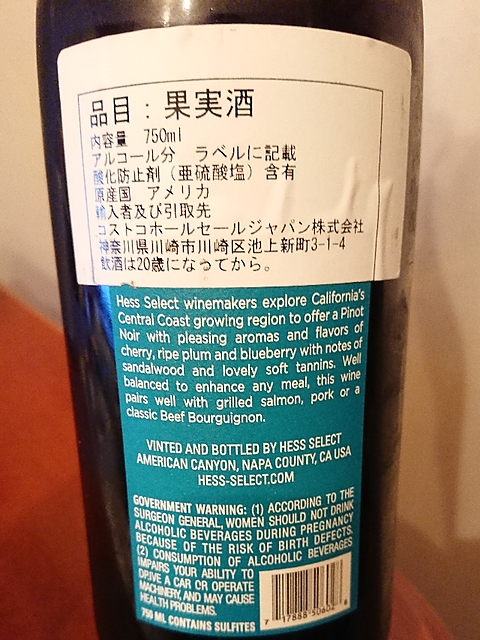 品目：果実酒
内容量 750ml
アルコール分 ラベルに記載
酸化防止剤（亜硫酸塩）含有
原産国 アメリカ
輸入者及び引取先
コストコホールセールジャパン株式会社
神奈川県川崎市川崎区池上新町3-1-4
飲酒は20歳になってから。
Hess Select winemakers explore California's
Central Coast growing region to offer a Pinot
Noir with pleasing aromas and flavors of
cherry, ripe plum and blueberry with notes of
sandalwood and lovely soft tannins. Well
balanced to enhance any meal, this wine
pairs well with grilled salmon, pork or a
classic Beef Bourguignon.
VINTED AND BOTTLED BY HESS SELECT
AMERICAN CANYON, NAPA COUNTY, CA USA
HESS-SELECT.COM
GOVERNMENT WARNING: (1) ACCORDING TO THE
SURGEON GENERAL, WOMEN SHOULD NOT DRINK
ALCOHOLIC BEVERAGES DURING PREGNANCY
BECAUSE OF THE RISK OF BIRTH DEFECTS.
(2) CONSUMPTION OF ALCOHOLIC BEVERAGES
IMPAIRS YOUR ABILITY TO
DRIVE A CAR OR OPERATE
MACHINERY, AND MAY CAUSE
HEALTH PROBLEMS.
750 ML CONTAINS SULFITES
7 17888 50602 8